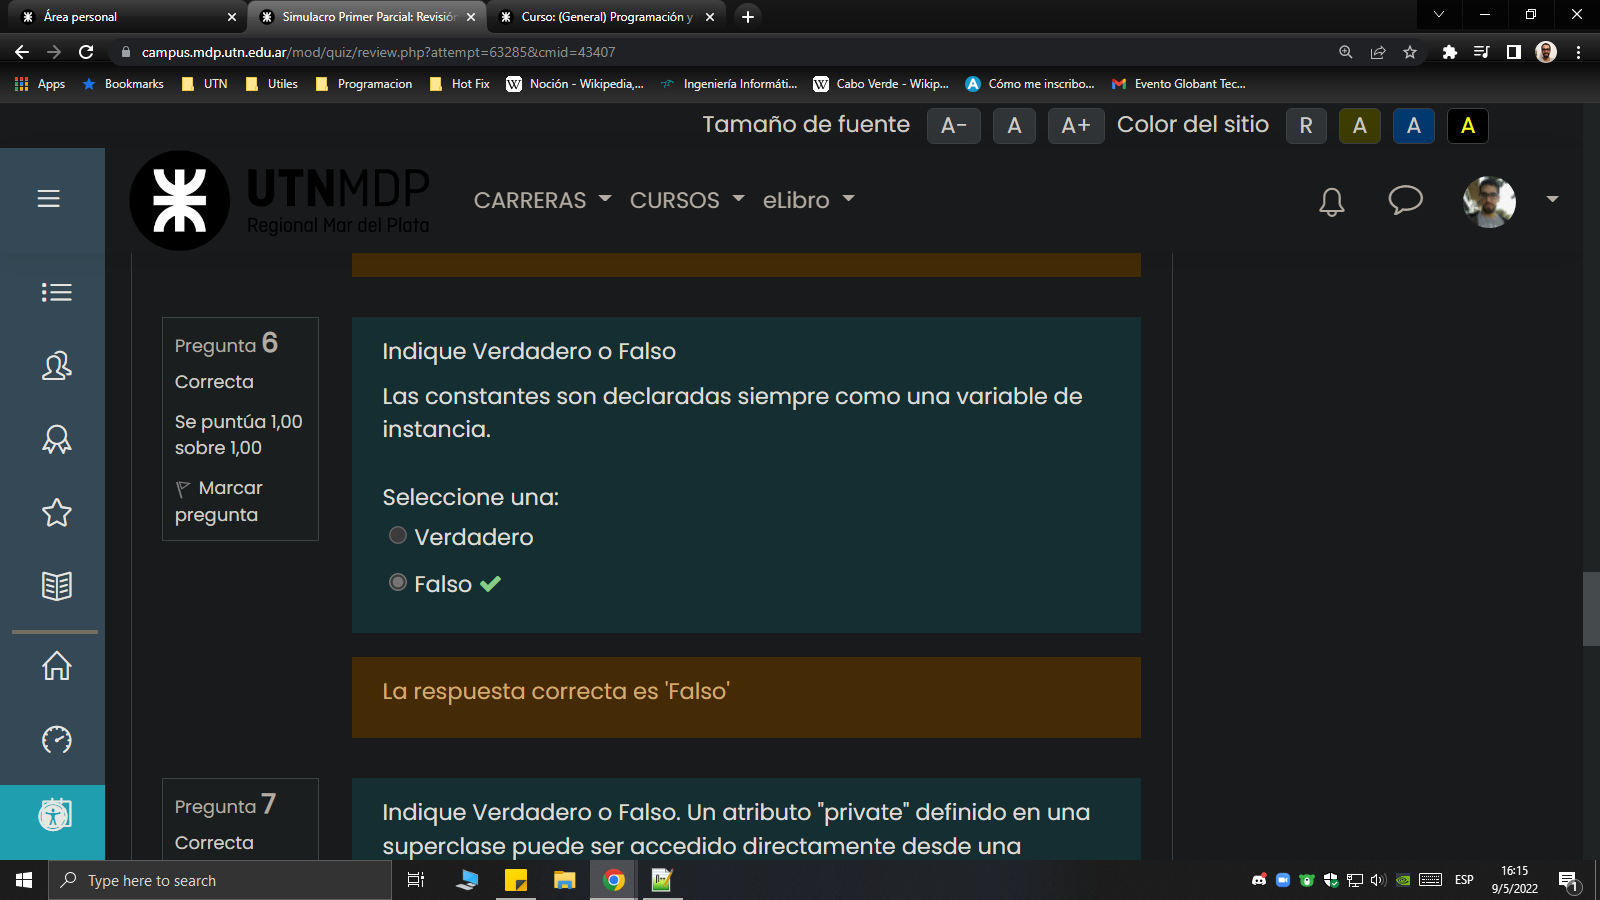 Área personal
Simulacro Primer Parcial: Revisión
Curso: (General) Programación y
campus.mdp.utn.edu.ar/mod/quiz/review.php?attempt=63285&cmid=43407
Apps
Bookmarks
UTN
Utiles
Programacion
Hot Fix
Noción - Wikipedia,...
Ingeniería Informáti...
Cabo Verde - Wikip...
Cómo me inscribo...
Evento Globant Tec...
Tamaño de fuente
A-
A
A+
Color del sitio
R
A
A
A
UTNMDP
Regional Mar del Plata
CARRERAS
CURSOS
eLibro
Pregunta 6
Correcta
Se puntúa 1,00
sobre 1,00
Marcar
pregunta
Indique Verdadero o Falso
Las constantes son declaradas siempre como una variable de
instancia.
Seleccione una:
Verdadero
Falso
La respuesta correcta es 'Falso'
Pregunta 7
Correcta
Indique Verdadero o Falso. Un atributo "private" definido en una
superclase puede ser accedido directamente desde una
Type here to search
ESP
16:15
9/5/2022
1